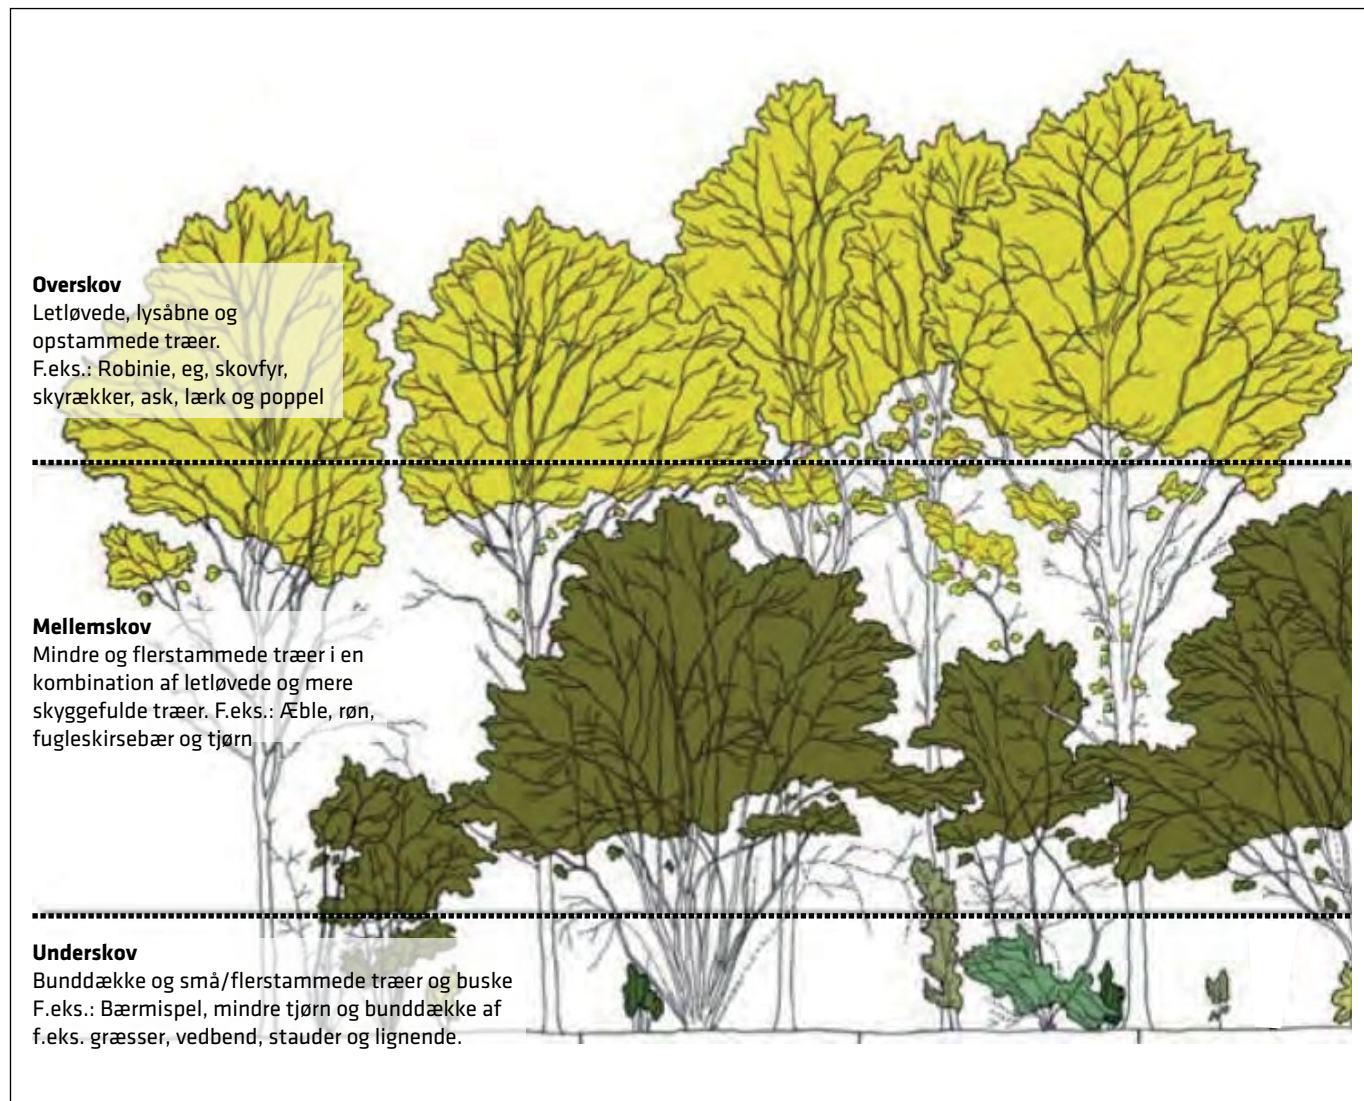 Overskov
Letløvede, lysåbne og
opstammede træer.
F.eks.: Robinie, eg, skovfyr,
skyrækker, ask, lærk og poppel
Mellemskov
Mindre og flerstammede træer i en
kombination af letløvede og mere
skyggefulde træer. F.eks.: Æble, røn,
fugleskirsebær og tjørn
Underskov
Bunddække og små/flerstammede træer og buske
F.eks.: Bærmispel, mindre tjørn og bunddække af
f.eks. græsser, vedbend, stauder og lignende.